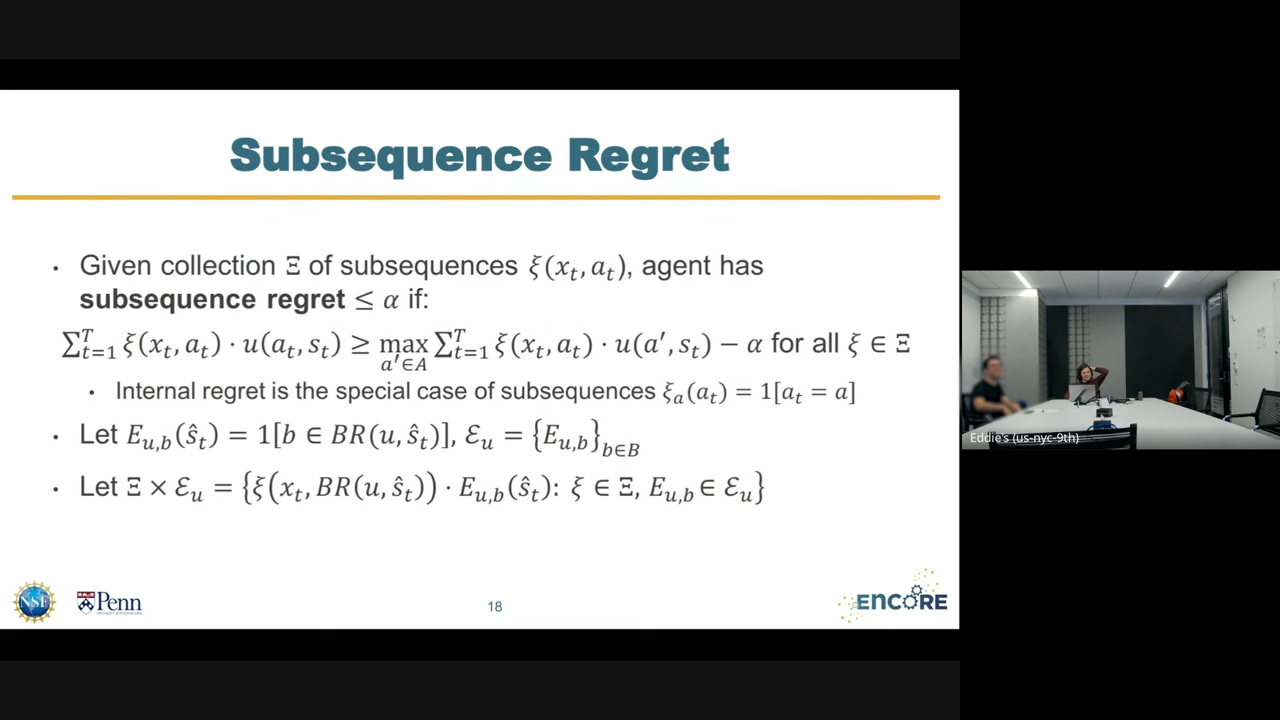 Subsequence Regret
• Given collection Ξ of subsequences ξ(x_t, a_t), agent has
subsequence regret ≤ α if:
∑_{t=1}^T ξ(x_t, a_t) · u(a_t, s_t) ≥ max_{a′∈A} ∑_{t=1}^T ξ(x_t, a_t) · u(a′, s_t) − α for all ξ ∈ Ξ
• Internal regret is the special case of subsequences ξ_a(a_t) = 1[a_t = a]
• Let E_{u,b}(ŝ_t) = 1[b ∈ BR(u, ŝ_t)], ℰ_u = {E_{u,b}}_{b∈B}
• Let Ξ × ℰ_u = {ξ(x_t, BR(u, ŝ_t)) · E_{u,b}(ŝ_t): ξ ∈ Ξ, E_{u,b} ∈ ℰ_u}
NSF
Penn
18
ENCORE
Eddie's (us-nyc-9th)